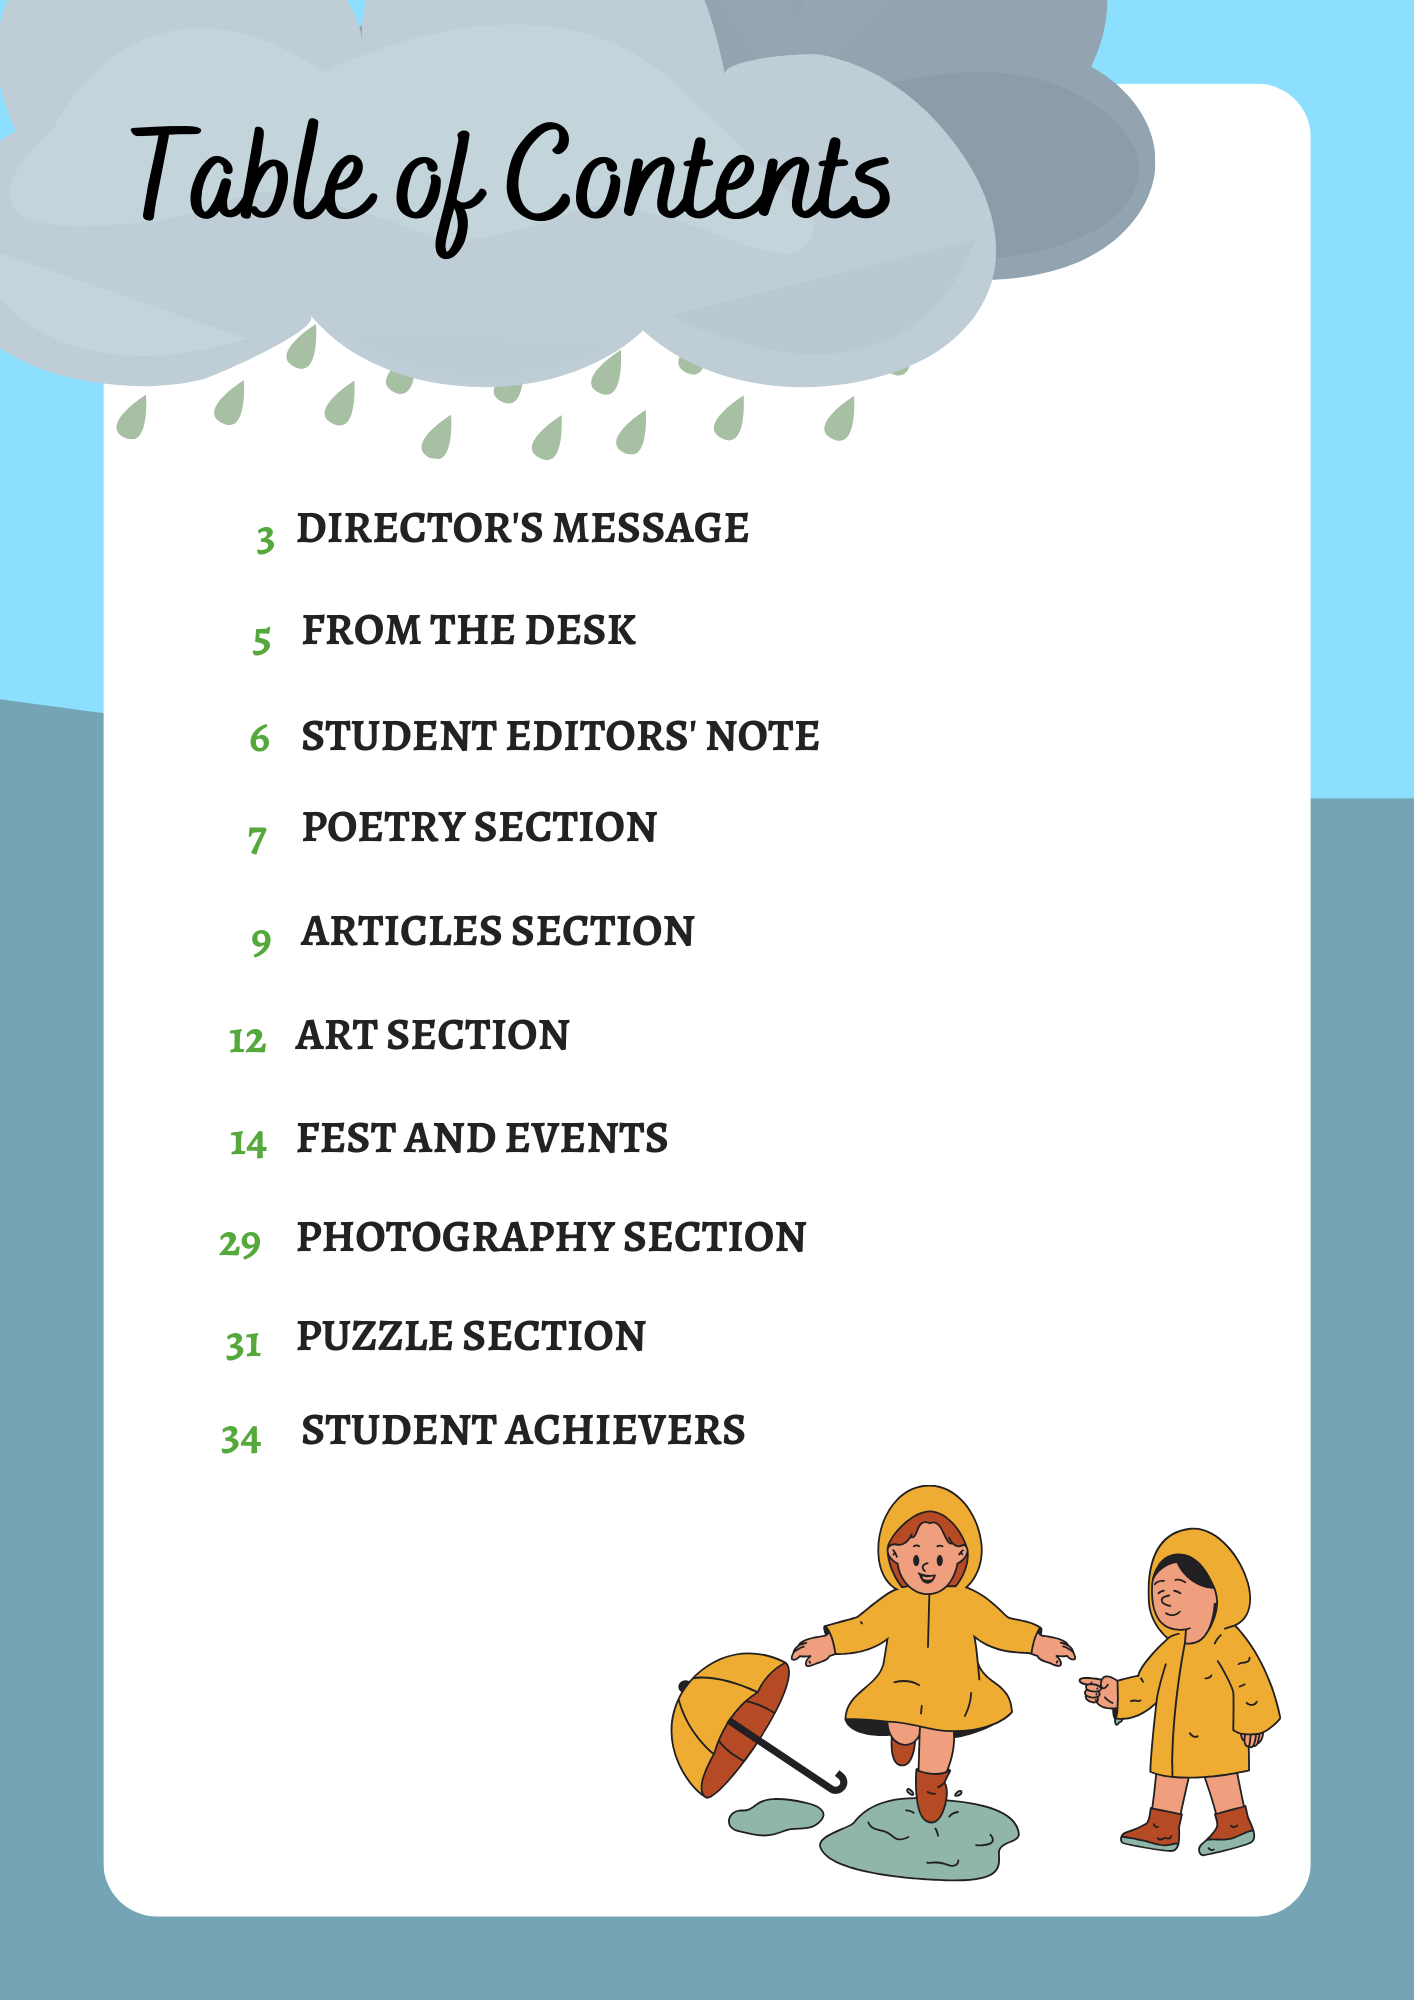 Table of Contents
3 DIRECTOR'S MESSAGE
5 FROM THE DESK
6 STUDENT EDITORS' NOTE
7 POETRY SECTION
9 ARTICLES SECTION
12 ART SECTION
14 FEST AND EVENTS
29 PHOTOGRAPHY SECTION
31 PUZZLE SECTION
34 STUDENT ACHIEVERS